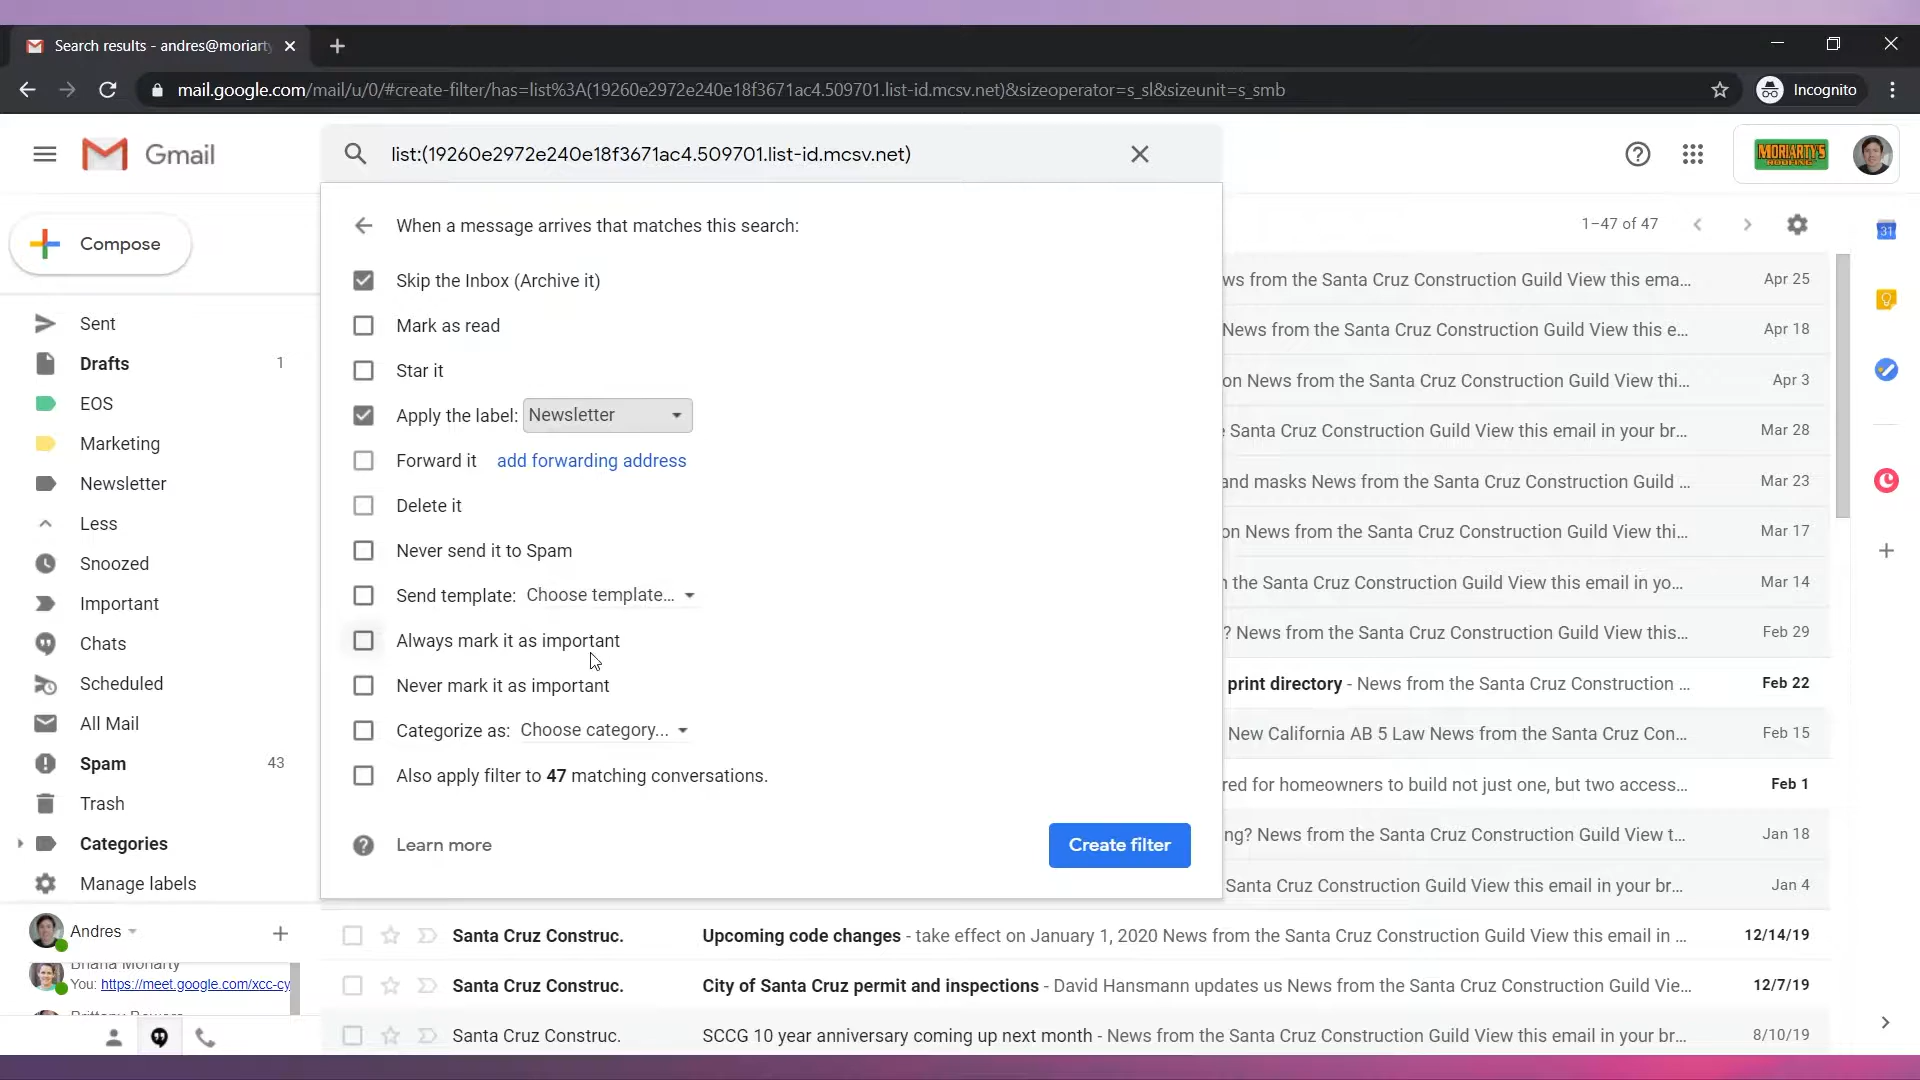 Search results - andres@moriarty
mail.google.com/mail/u/0/#create-filter/has=list%3A(19260e2972e240e18f3671ac4.509701.list-id.mcsv.net)&sizeoperator=s_sl&sizeunit=s_smb
Incognito
Gmail
list:(19260e2972e240e18f3671ac4.509701.list-id.mcsv.net)
MORIARTY'S
ROOFING
Compose
Sent
Drafts 1
EOS
Marketing
Newsletter
Less
Snoozed
Important
Chats
Scheduled
All Mail
Spam 43
Trash
Categories
Manage labels
Andres
Briana Moriarty
You: https://meet.google.com/xcc-cy
When a message arrives that matches this search:
Skip the Inbox (Archive it)
Mark as read
Star it
Apply the label: Newsletter
Forward it add forwarding address
Delete it
Never send it to Spam
Send template: Choose template...
Always mark it as important
Never mark it as important
Categorize as: Choose category...
Also apply filter to 47 matching conversations.
Learn more
Create filter
1–47 of 47
31
ws from the Santa Cruz Construction Guild View this ema... Apr 25
News from the Santa Cruz Construction Guild View this e... Apr 18
on News from the Santa Cruz Construction Guild View thi... Apr 3
Santa Cruz Construction Guild View this email in your br... Mar 28
and masks News from the Santa Cruz Construction Guild ... Mar 23
on News from the Santa Cruz Construction Guild View thi... Mar 17
the Santa Cruz Construction Guild View this email in yo... Mar 14
? News from the Santa Cruz Construction Guild View this... Feb 29
print directory - News from the Santa Cruz Construction ... Feb 22
New California AB 5 Law News from the Santa Cruz Con... Feb 15
red for homeowners to build not just one, but two access... Feb 1
ng? News from the Santa Cruz Construction Guild View t... Jan 18
Santa Cruz Construction Guild View this email in your br... Jan 4
Santa Cruz Construc. Upcoming code changes - take effect on January 1, 2020 News from the Santa Cruz Construction Guild View this email in ... 12/14/19
Santa Cruz Construc. City of Santa Cruz permit and inspections - David Hansmann updates us News from the Santa Cruz Construction Guild Vie... 12/7/19
Santa Cruz Construc. SCCG 10 year anniversary coming up next month - News from the Santa Cruz Construction Guild View this email in your br... 8/10/19